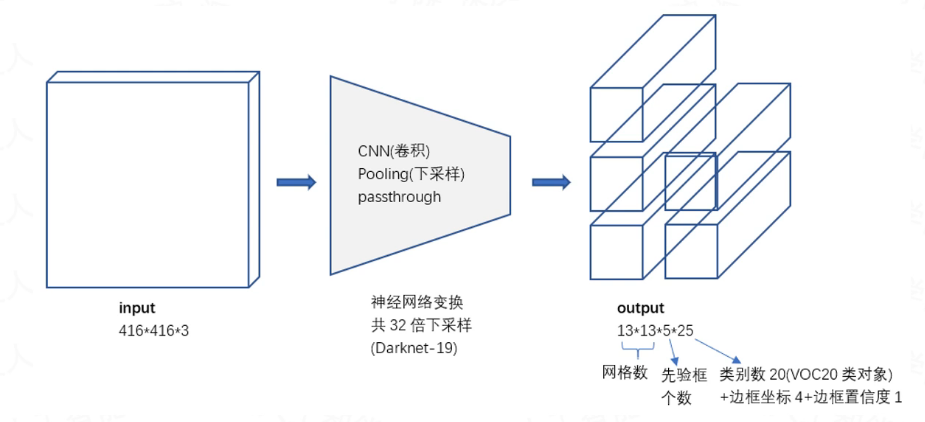 CNN(卷积)
Pooling(下采样)
passthrough
input
416*416*3
神经网络变换
共 32 倍下采样
(Darknet-19)
output
13*13*5*25
网格数
先验框
个数
类别数 20(VOC20 类对象)
+边框坐标 4+边框置信度 1